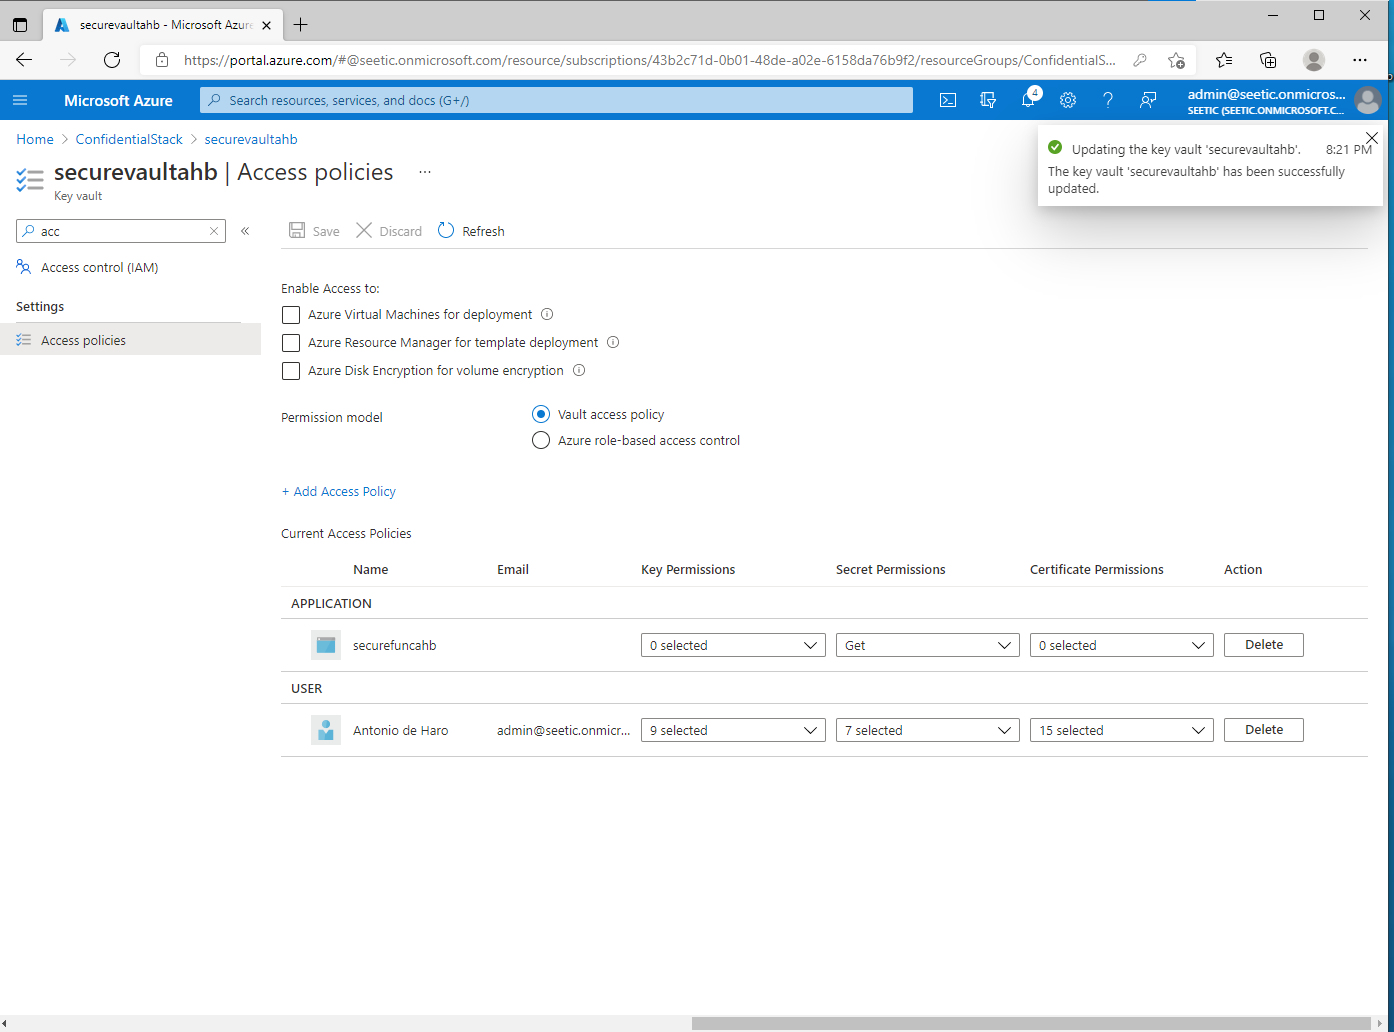 securevaultahb - Microsoft Azure
https://portal.azure.com/#@seetic.onmicrosoft.com/resource/subscriptions/43b2c71d-0b01-48de-a02e-6158da76b9f2/resourceGroups/ConfidentialS...
Microsoft Azure
Search resources, services, and docs (G+/)
4
admin@seetic.onmicros...
SEETIC (SEETIC.ONMICROSOFT.C...
Home > ConfidentialStack > securevaultahb
securevaultahb | Access policies ...
Key vault
Updating the key vault 'securevaultahb'. 8:21 PM
The key vault 'securevaultahb' has been successfully
updated.
acc
«
Save Discard Refresh
Access control (IAM)
Settings
Access policies
Enable Access to:
Azure Virtual Machines for deployment
Azure Resource Manager for template deployment
Azure Disk Encryption for volume encryption
Permission model
Vault access policy
Azure role-based access control
+ Add Access Policy
Current Access Policies
Name Email Key Permissions Secret Permissions Certificate Permissions Action
APPLICATION
securefuncahb 0 selected Get 0 selected Delete
USER
Antonio de Haro admin@seetic.onmicr... 9 selected 7 selected 15 selected Delete